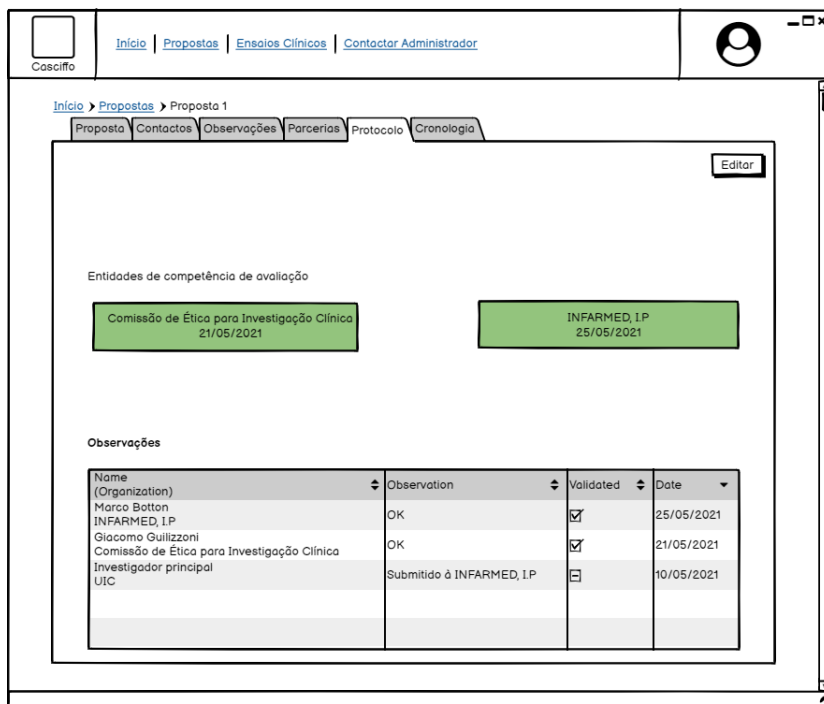 Casciffo
Início | Propostas | Ensaios Clínicos | Contactar Administrador
Início > Propostas > Proposta 1
Proposta Contactos Observações Parcerias Protocolo Cronologia
Editar
Entidades de competência de avaliação
Comissão de Ética para Investigação Clínica
21/05/2021
INFARMED, I.P
25/05/2021
Observações
Name
(Organization)
Observation
Validated
Date
Marco Botton
INFARMED, I.P
OK
25/05/2021
Giacomo Guilizzoni
Comissão de Ética para Investigação Clínica
OK
21/05/2021
Investigador principal
UIC
Submitido à INFARMED, I.P
10/05/2021